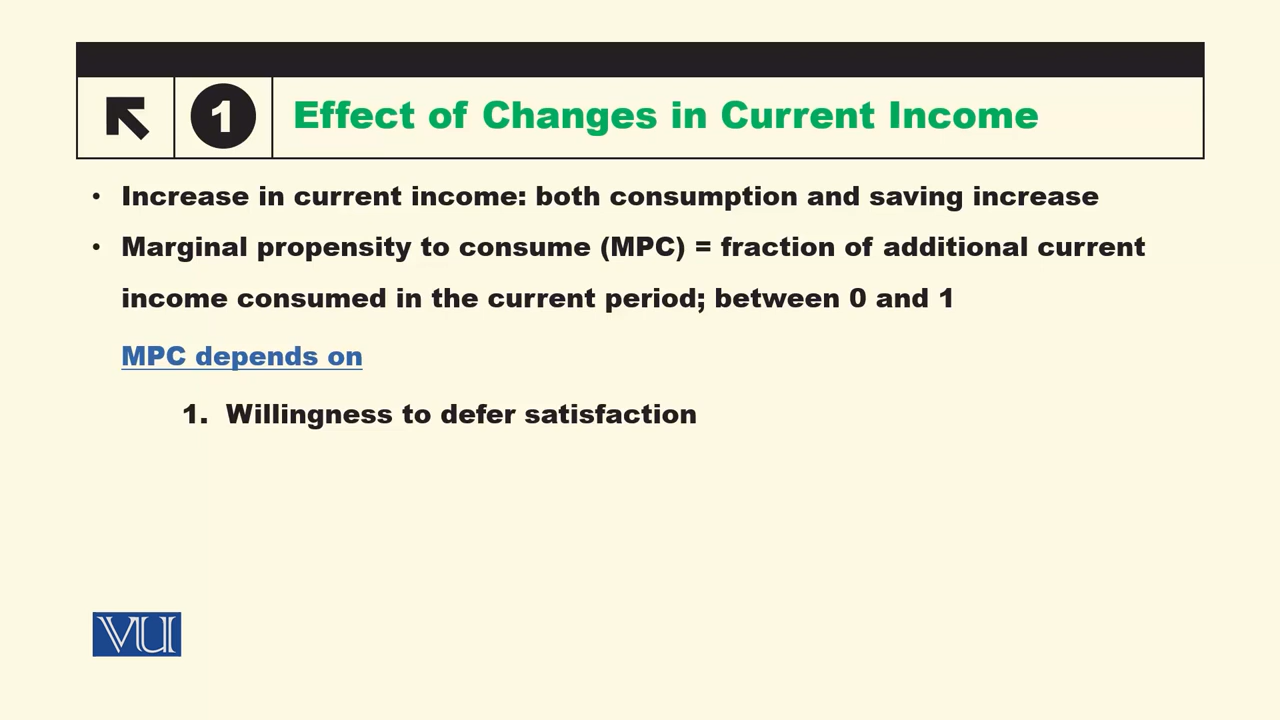 1 Effect of Changes in Current Income
• Increase in current income: both consumption and saving increase
• Marginal propensity to consume (MPC) = fraction of additional current
income consumed in the current period; between 0 and 1
MPC depends on
1. Willingness to defer satisfaction
VU